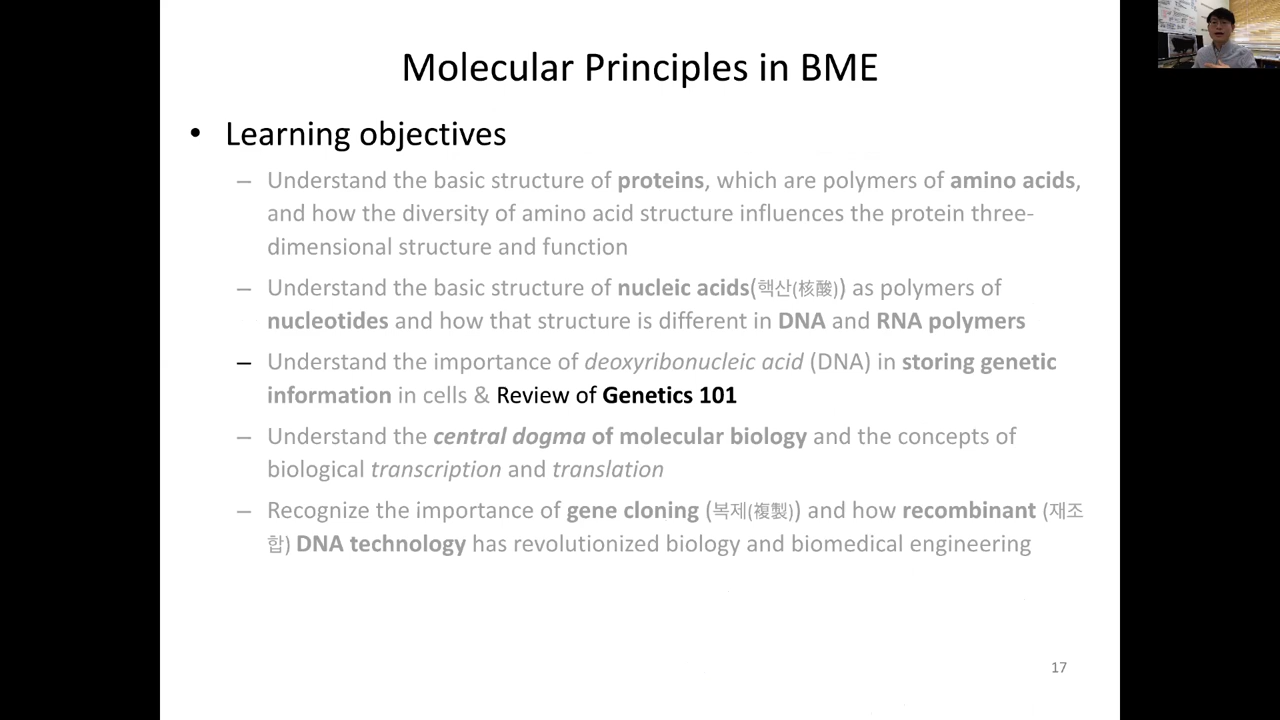 Molecular Principles in BME
• Learning objectives
– Understand the basic structure of proteins, which are polymers of amino acids,
and how the diversity of amino acid structure influences the protein three-
dimensional structure and function
– Understand the basic structure of nucleic acids(핵산(核酸)) as polymers of
nucleotides and how that structure is different in DNA and RNA polymers
– Understand the importance of deoxyribonucleic acid (DNA) in storing genetic
information in cells & Review of Genetics 101
– Understand the central dogma of molecular biology and the concepts of
biological transcription and translation
– Recognize the importance of gene cloning (복제(複製)) and how recombinant (재조
합) DNA technology has revolutionized biology and biomedical engineering
17